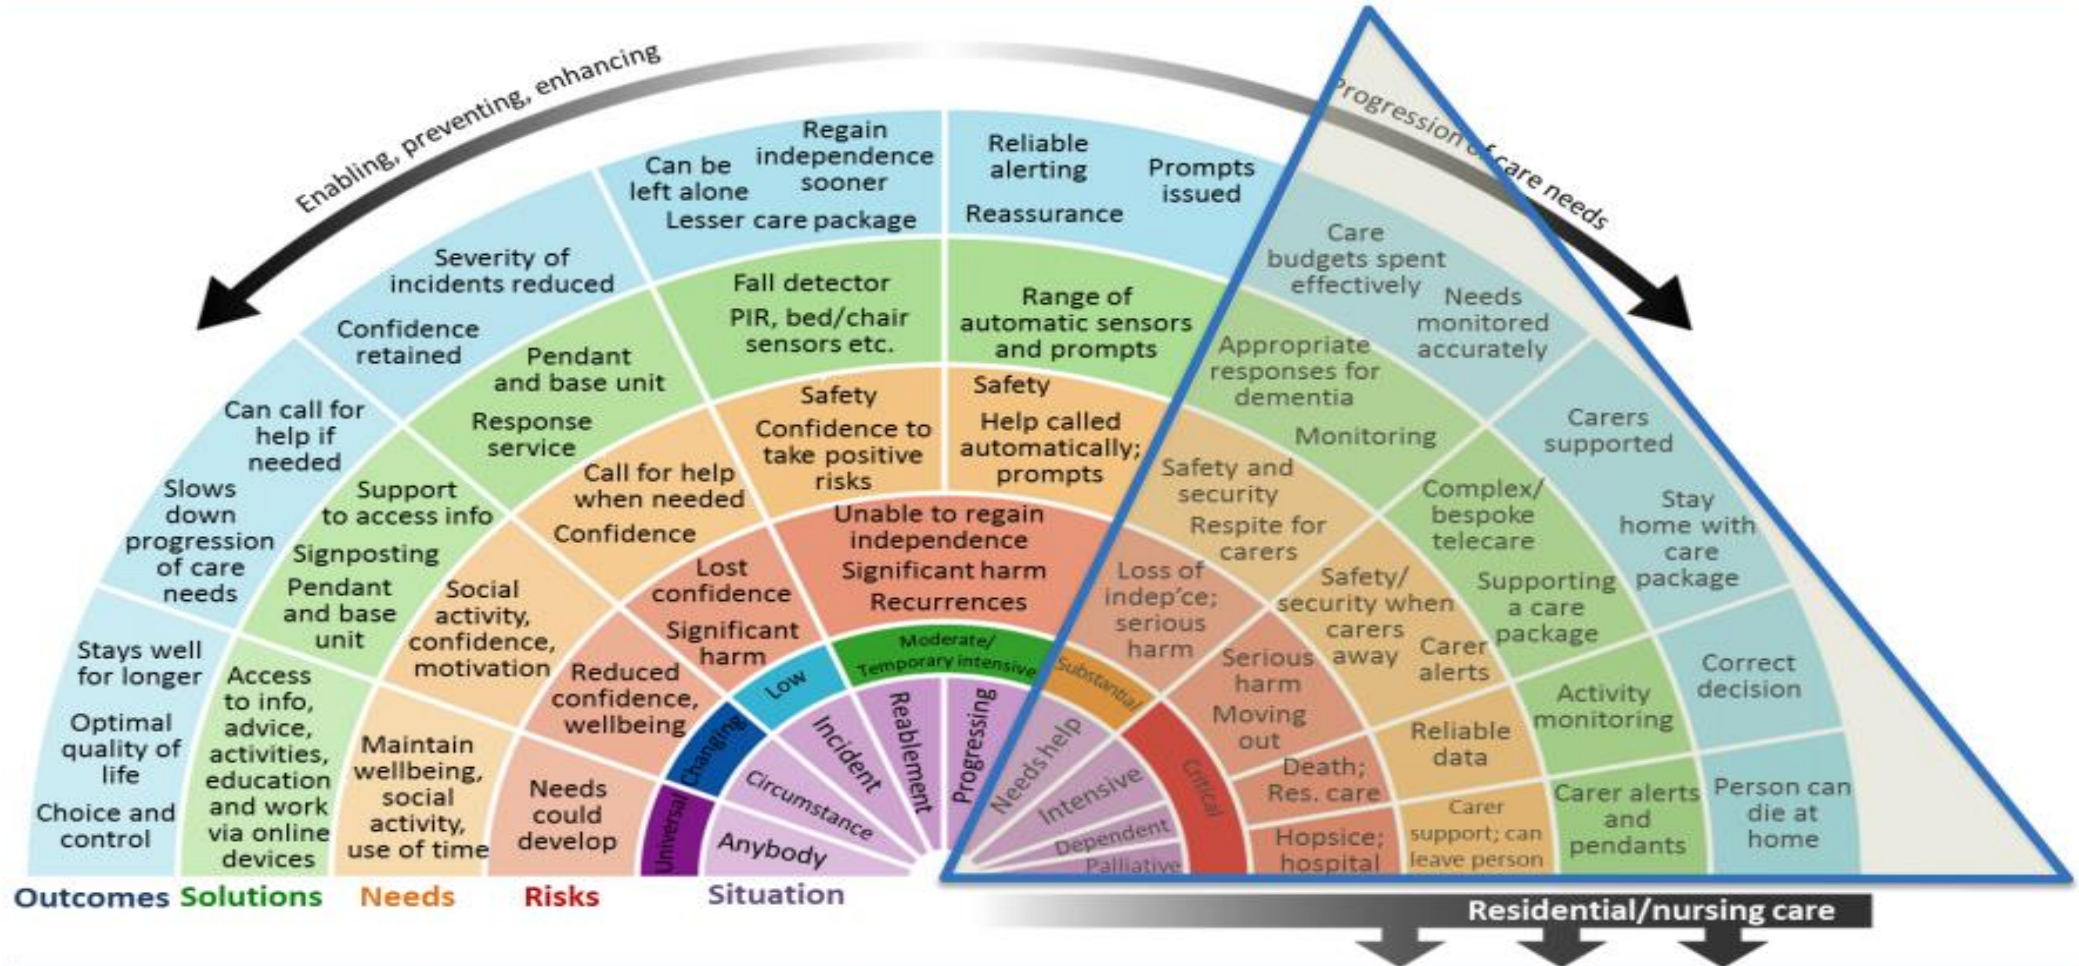 Enabling, preventing, enhancing
Progression of care needs
Stays well
for longer
Optimal
quality of
life
Choice and
control
Can call for
help if
needed
Slows
down
progression
of care
needs
Severity of
incidents reduced
Confidence
retained
Can be
left alone
Regain
independence
sooner
Lesser care package
Reliable
alerting
Prompts
issued
Reassurance
Care
budgets spent
effectively
Needs
monitored
accurately
Carers
supported
Stay
home with
care
package
Correct
decision
Person can
die at
home
Access
to info,
advice,
activities,
education
and work
via online
devices
Support
to access info
Signposting
Pendant
and base
unit
Pendant
and base unit
Response
service
Fall detector
PIR, bed/chair
sensors etc.
Range of
automatic sensors
and prompts
Appropriate
responses for
dementia
Monitoring
Complex/
bespoke
telecare
Supporting
a care
package
Activity
monitoring
Carer alerts
and
pendants
Maintain
wellbeing,
social
activity,
use of time
Social
activity,
confidence,
motivation
Call for help
when needed
Confidence
Safety
Confidence to
take positive
risks
Safety
Help called
automatically;
prompts
Safety and
security
Respite for
carers
Safety/
security when
carers
away
Carer
alerts
Reliable
data
Carer
support; can
leave person
Needs
could
develop
Reduced
confidence,
wellbeing
Lost
confidence
Significant
harm
Unable to regain
independence
Significant harm
Recurrences
Loss of
indep'ce;
serious
harm
Serious
harm
Moving
out
Death;
Res. care
Hopsice;
hospital
Universal
Changing
Low
Moderate/
Temporary intensive
Substantial
Critical
Anybody
Circumstance
Incident
Reablement
Progressing
Needs help
Intensive
Dependent
Palliative
Outcomes Solutions Needs Risks Situation
Residential/nursing care